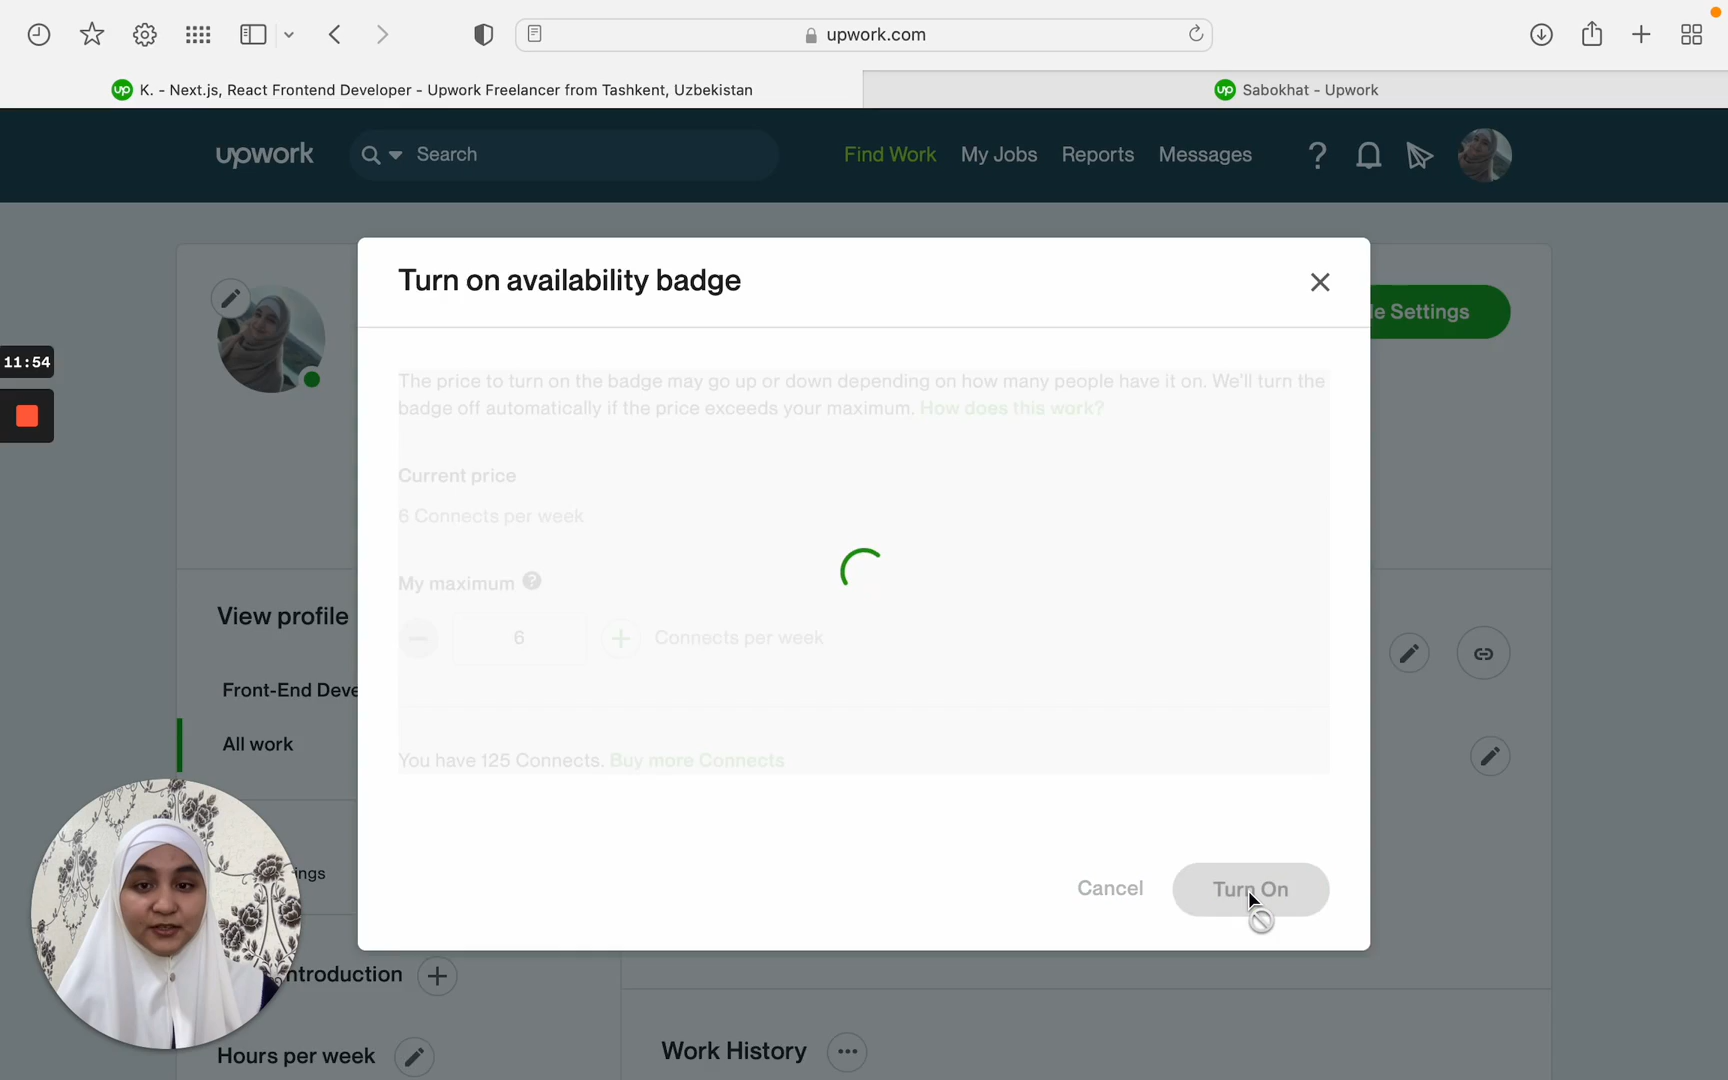 upwork.com
K. - Next.js, React Frontend Developer - Upwork Freelancer from Tashkent, Uzbekistan
Sabokhat - Upwork
upwork
Search
Find Work
My Jobs
Reports
Messages
Turn on availability badge
le Settings
11:54
The price to turn on the badge may go up or down depending on how many people have it on. We'll turn the
badge off automatically if the price exceeds your maximum. How does this work?
Current price
6 Connects per week
My maximum
6
Connects per week
View profile
Front-End Deve
All work
You have 125 Connects. Buy more Connects
ings
Cancel
Turn On
ntroduction
Hours per week
Work History